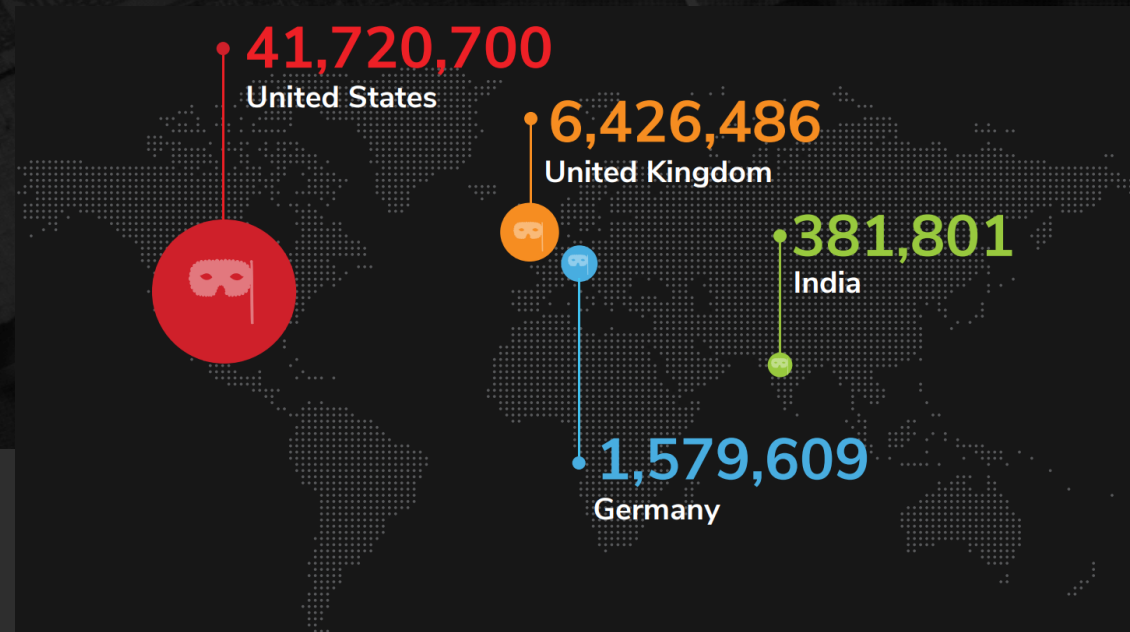 41,720,700
United States
6,426,486
United Kingdom
381,801
India
1,579,609
Germany